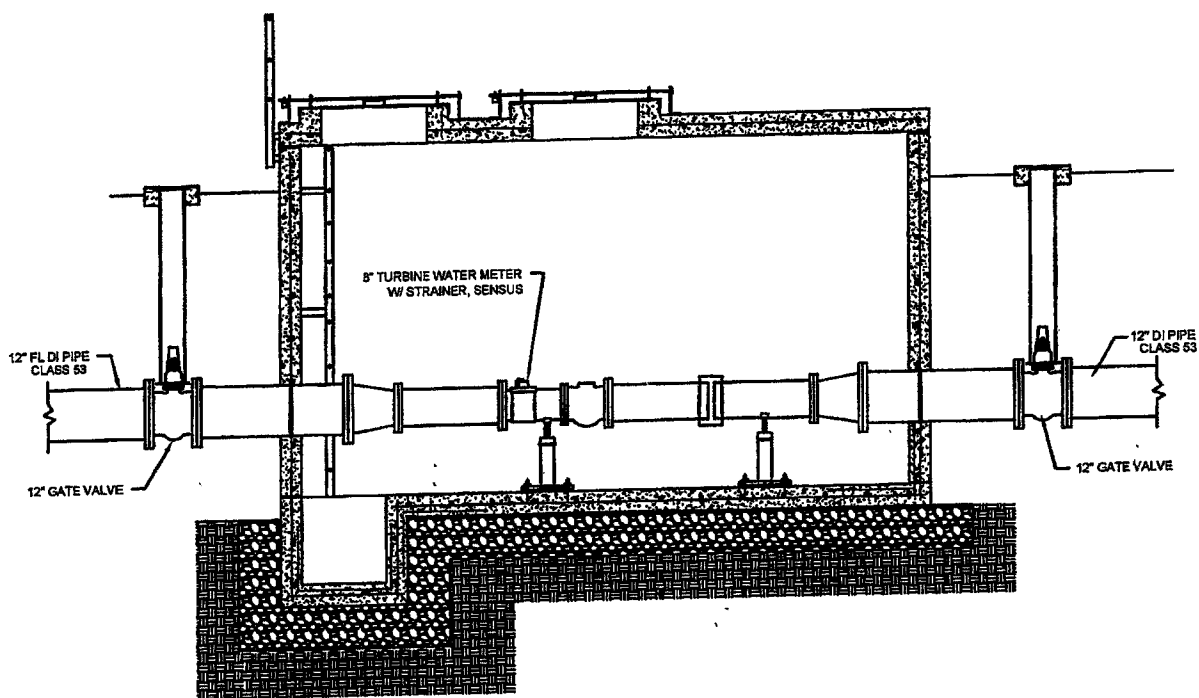 8" TURBINE WATER METER
W/ STRAINER, SENSUS
12" FL DI PIPE
CLASS 53
12" DI PIPE
CLASS 53
12" GATE VALVE
12" GATE VALVE